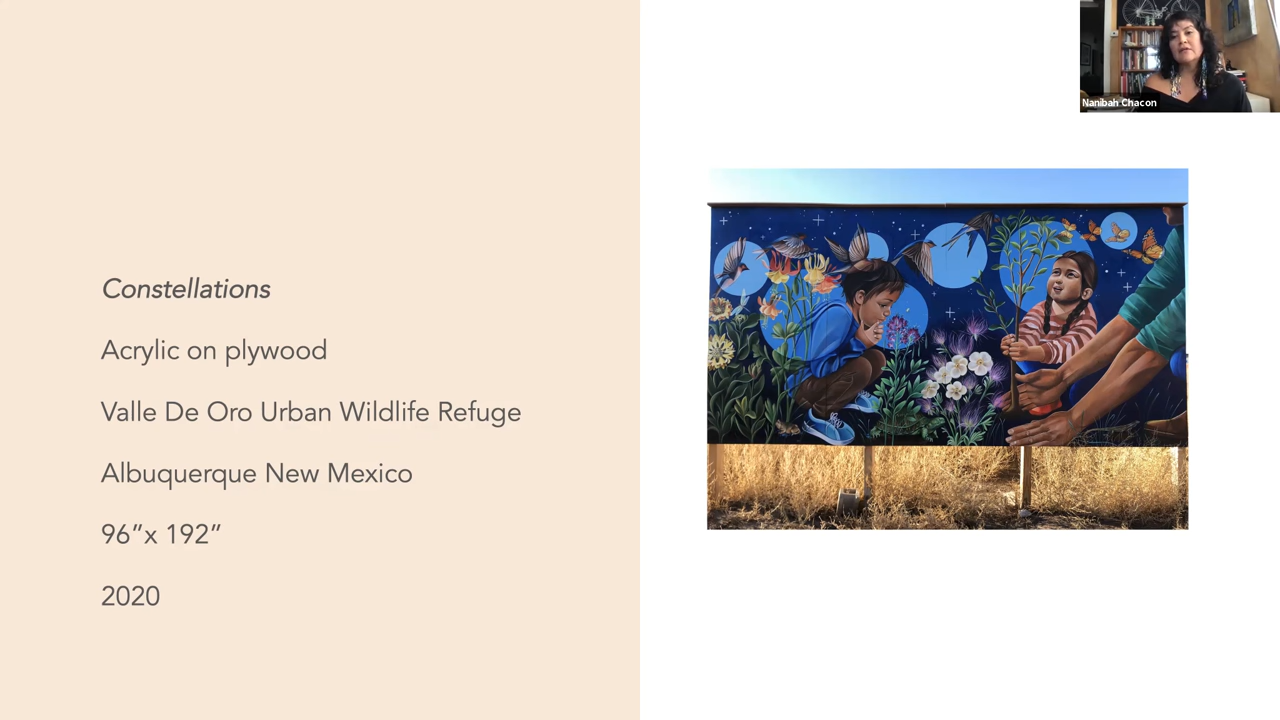 Nanibah Chacon
Constellations
Acrylic on plywood
Valle De Oro Urban Wildlife Refuge
Albuquerque New Mexico
96”x 192”
2020